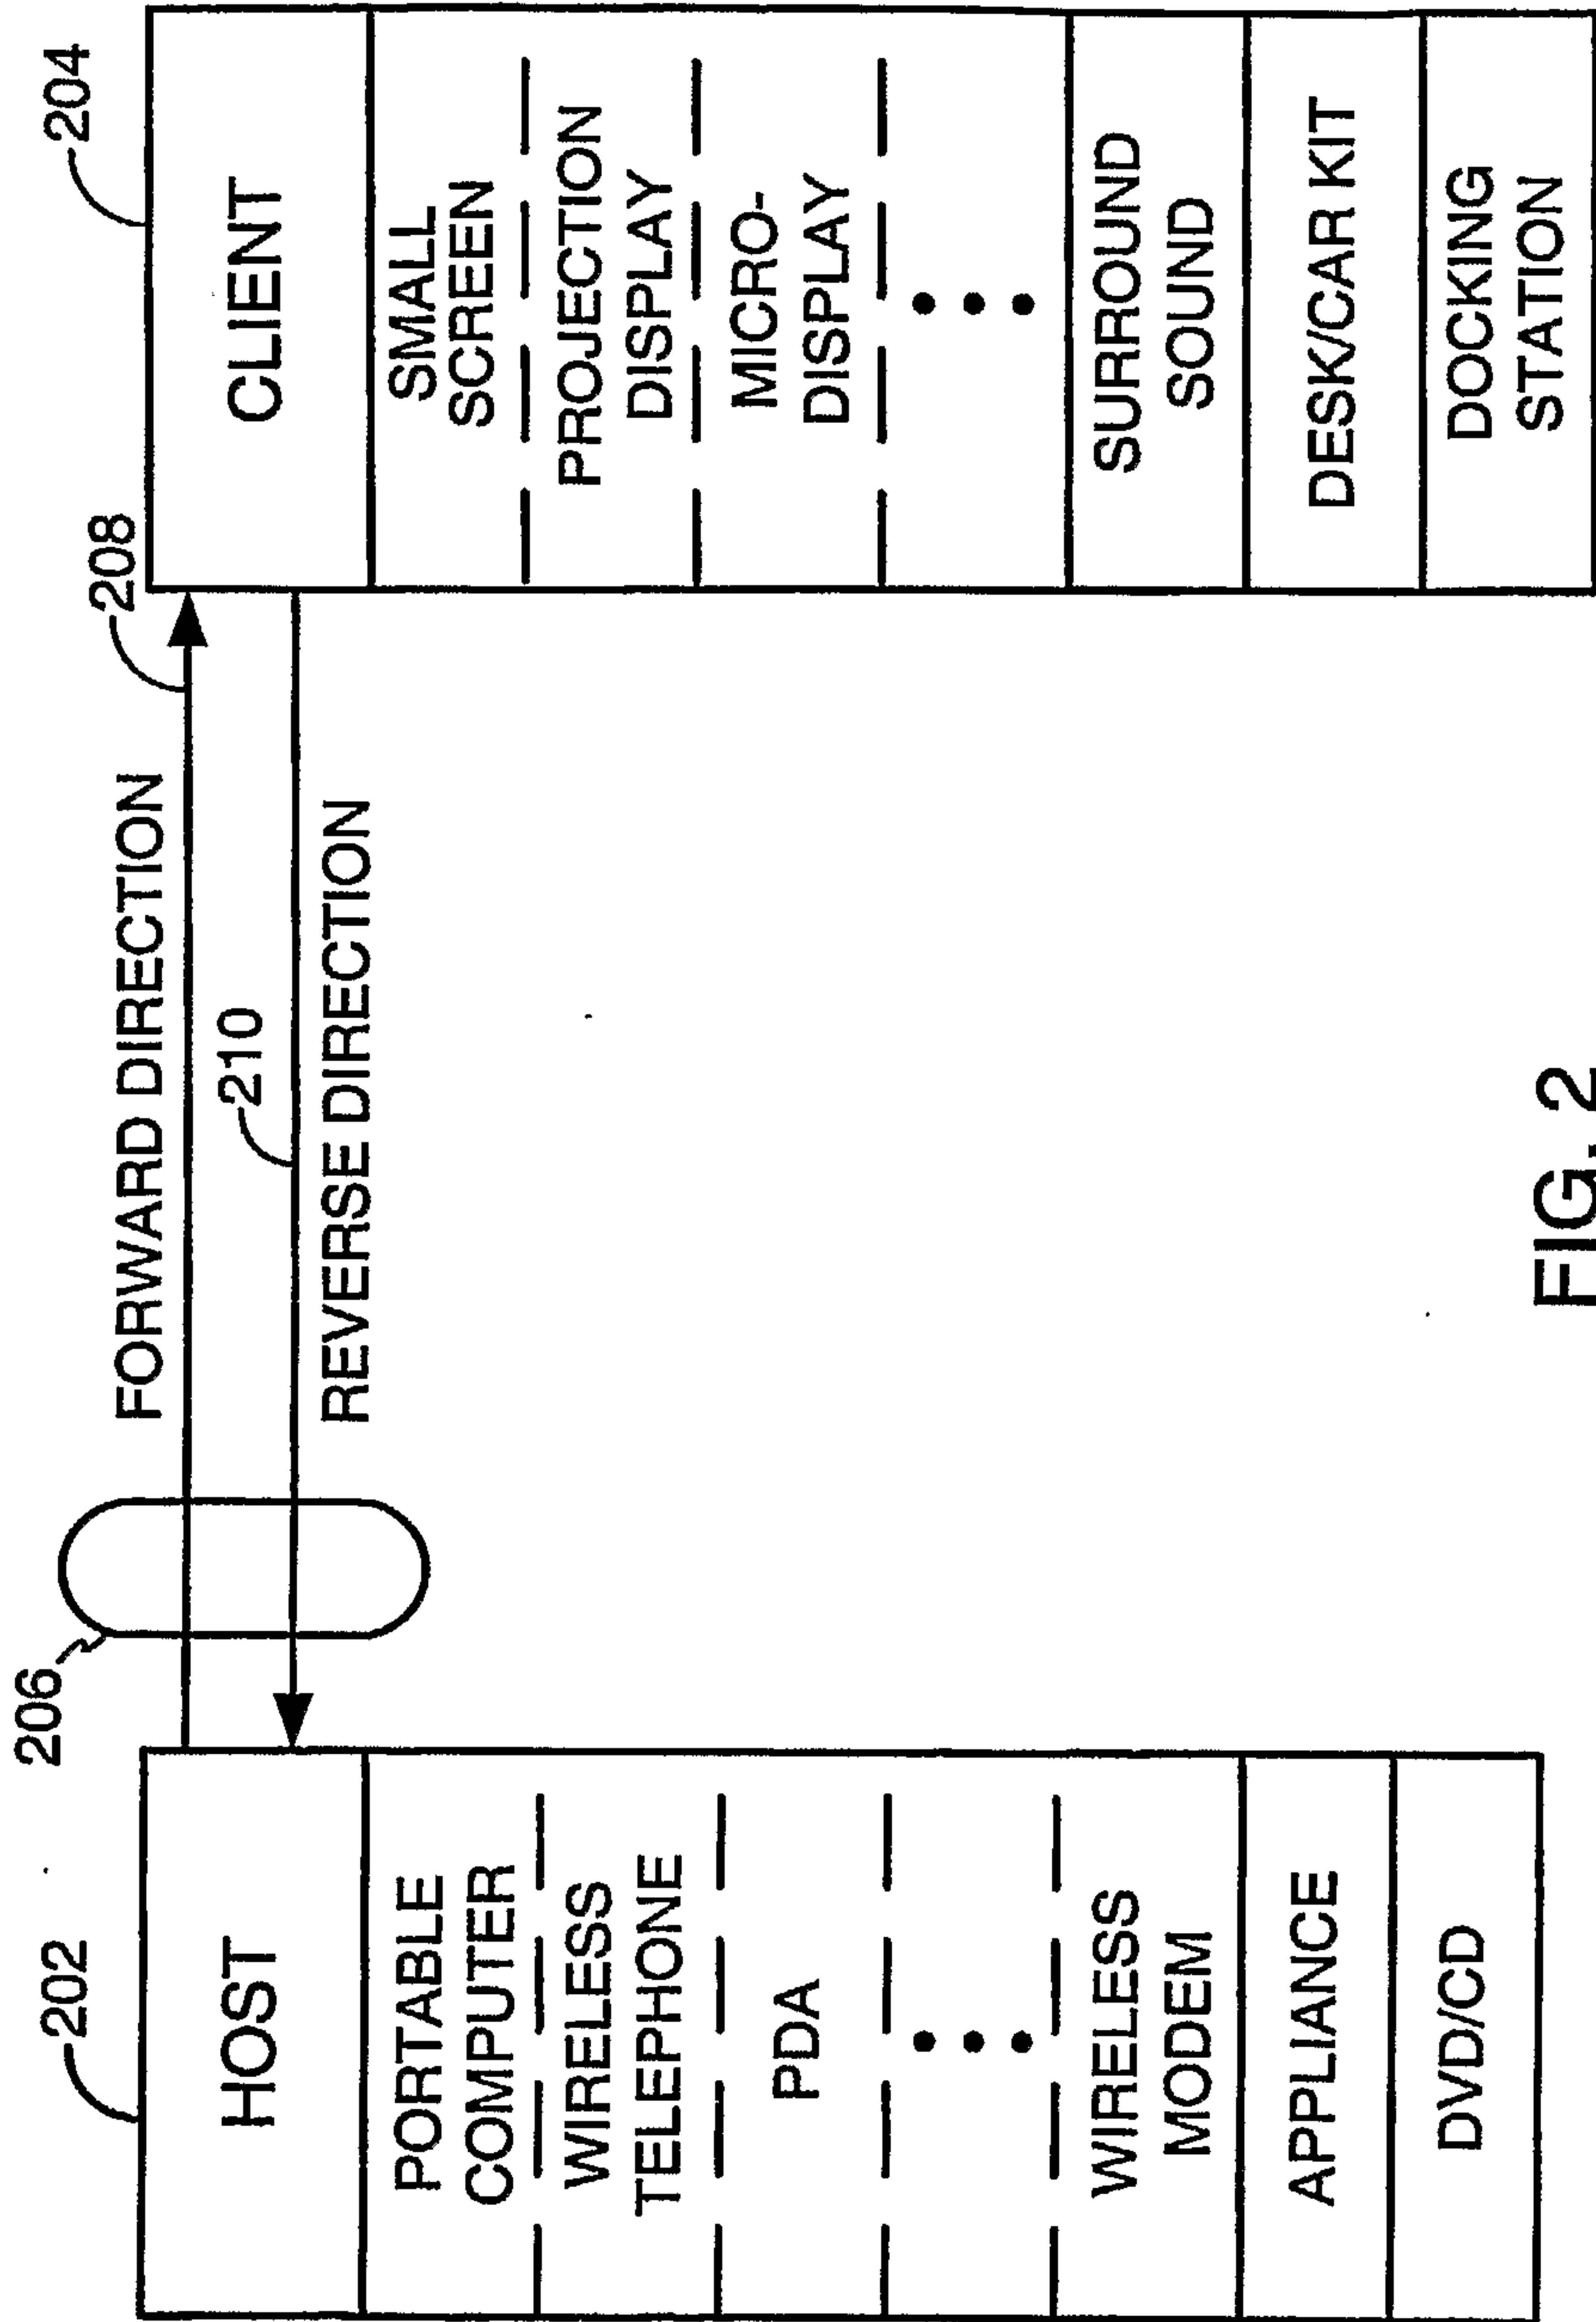 202
HOST
PORTABLE
COMPUTER
WIRELESS
TELEPHONE
PDA
WIRELESS
MODEM
APPLIANCE
DVD/CD
206
FORWARD DIRECTION
208
210
REVERSE DIRECTION
204
CLIENT
SMALL
SCREEN
PROJECTION
DISPLAY
MICRO-
DISPLAY
SURROUND
SOUND
DESK/CAR KIT
DOCKING
STATION
FIG. 2